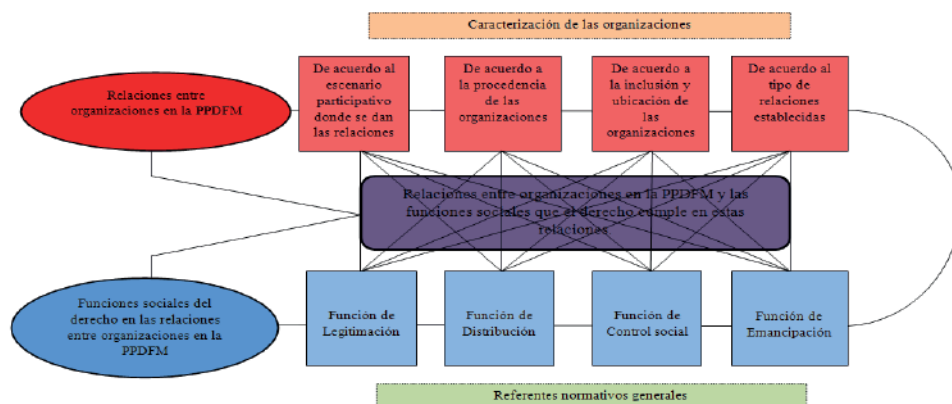 Caracterización de las organizaciones
Relaciones entre
organizaciones en la PPDFM
De acuerdo al
escenario
participativo
donde se dan
las relaciones
De acuerdo a
la procedencia
de las
organizaciones
De acuerdo a
la inclusión y
ubicación de
las
organizaciones
De acuerdo al
tipo de
relaciones
establecidas
Relaciones entre organizaciones en la PPDFM y las
funciones sociales que el derecho cumple en estas
relaciones
Funciones sociales del
derecho en las relaciones
entre organizaciones en la
PPDFM
Función de
Legitimación
Función de
Distribución
Función de
Control social
Función de
Emancipación
Referentes normativos generales